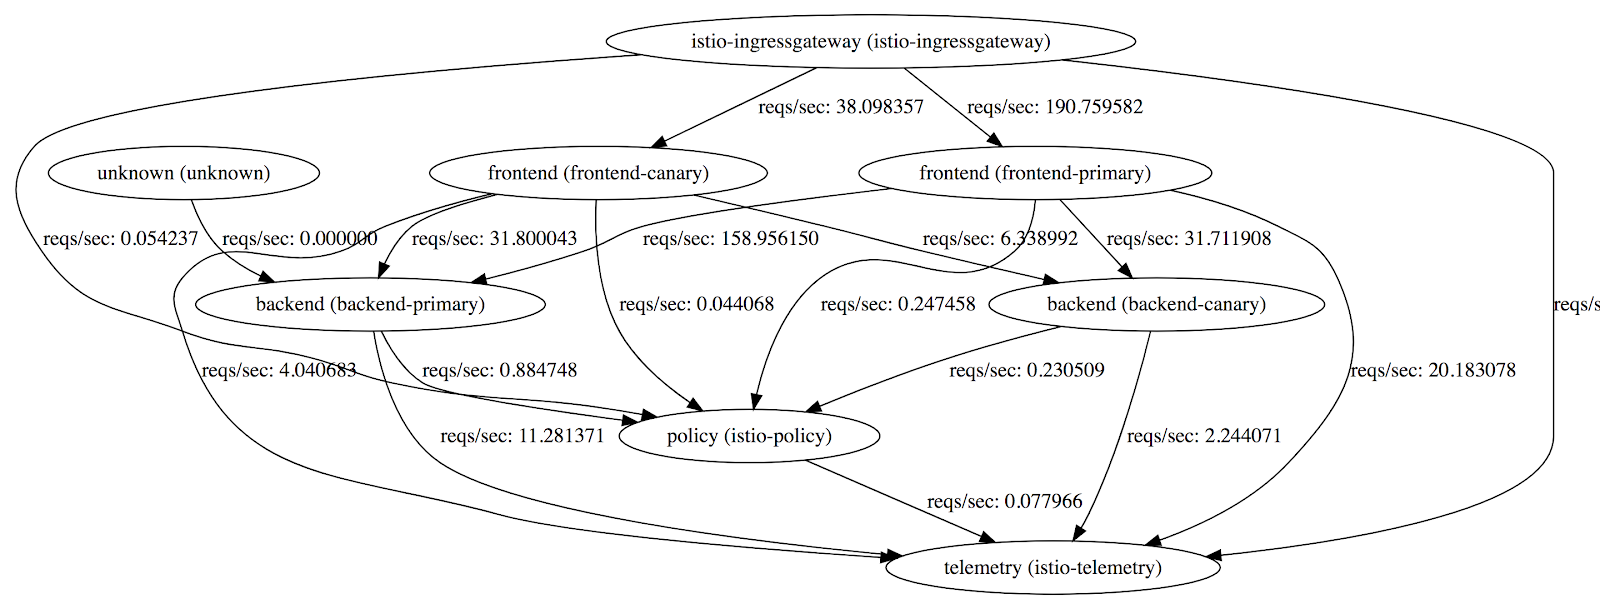 istio-ingressgateway (istio-ingressgateway)
reqs/sec: 38.098357
reqs/sec: 190.759582
unknown (unknown)
frontend (frontend-canary)
frontend (frontend-primary)
reqs/sec: 0.054237
reqs/sec: 0.000000
reqs/sec: 31.800043
reqs/sec: 158.956150
reqs/sec: 6.338992
reqs/sec: 31.711908
backend (backend-primary)
reqs/sec: 0.044068
reqs/sec: 0.247458
backend (backend-canary)
reqs/s
reqs/sec: 4.040683
reqs/sec: 0.884748
reqs/sec: 0.230509
reqs/sec: 20.183078
reqs/sec: 11.281371
policy (istio-policy)
reqs/sec: 2.244071
reqs/sec: 0.077966
telemetry (istio-telemetry)